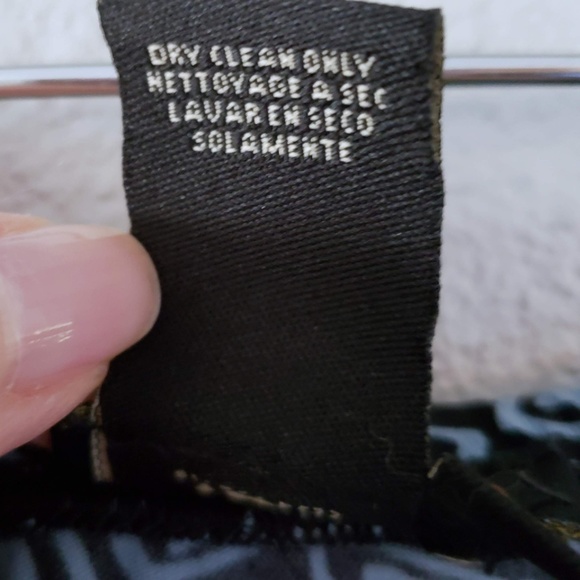 DRY CLEAN ONLY
NETTOYAGE A SEC
LAVAR EN SECO
SOLAMENTE